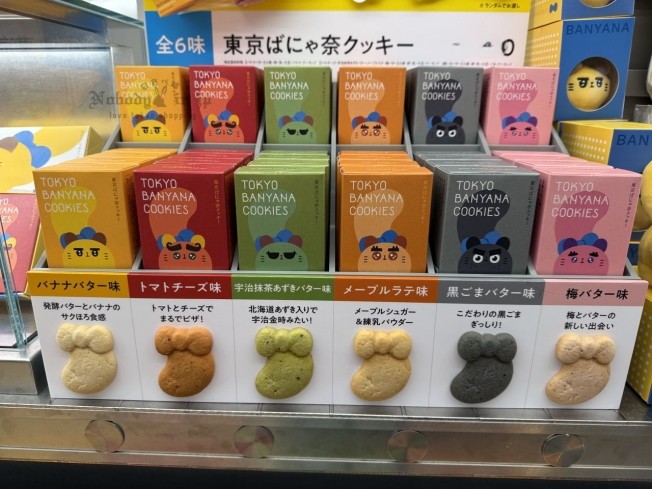 全6味
東京ばにゃ奈クッキー
BANYANA
BANYANA
BANYANA
Nobody Shop
TOKYO
BANYANA
COOKIES
TOKYO
BANYANA
COOKIES
TOKYO
BANYANA
COOKIES
TOKYO
BANYANA
COOKIES
TOKYO
BANYANA
COOKIES
TOKYO
BANYANA
COOKIES
TOKYO
BANYANA
COOKIES
TOKYO
BANYANA
COOKIES
TOKYO
BANYANA
COOKIES
TOKYO
BANYANA
COOKIES
TOKYO
BANYANA
COOKIES
TOKYO
BANYANA
COOKIES
バナナバター味
発酵バターとバナナの
サクほろ食感
トマトチーズ味
トマトとチーズで
まるでピザ!
宇治抹茶あずきバター味
北海道あずき入りで
宇治金時みたい!
メープルラテ味
メープルシュガー
&練乳パウダー
黒ごまバター味
こだわりの黒ごま
ぎっしり!
梅バター味
梅とバターの
新しい出会い